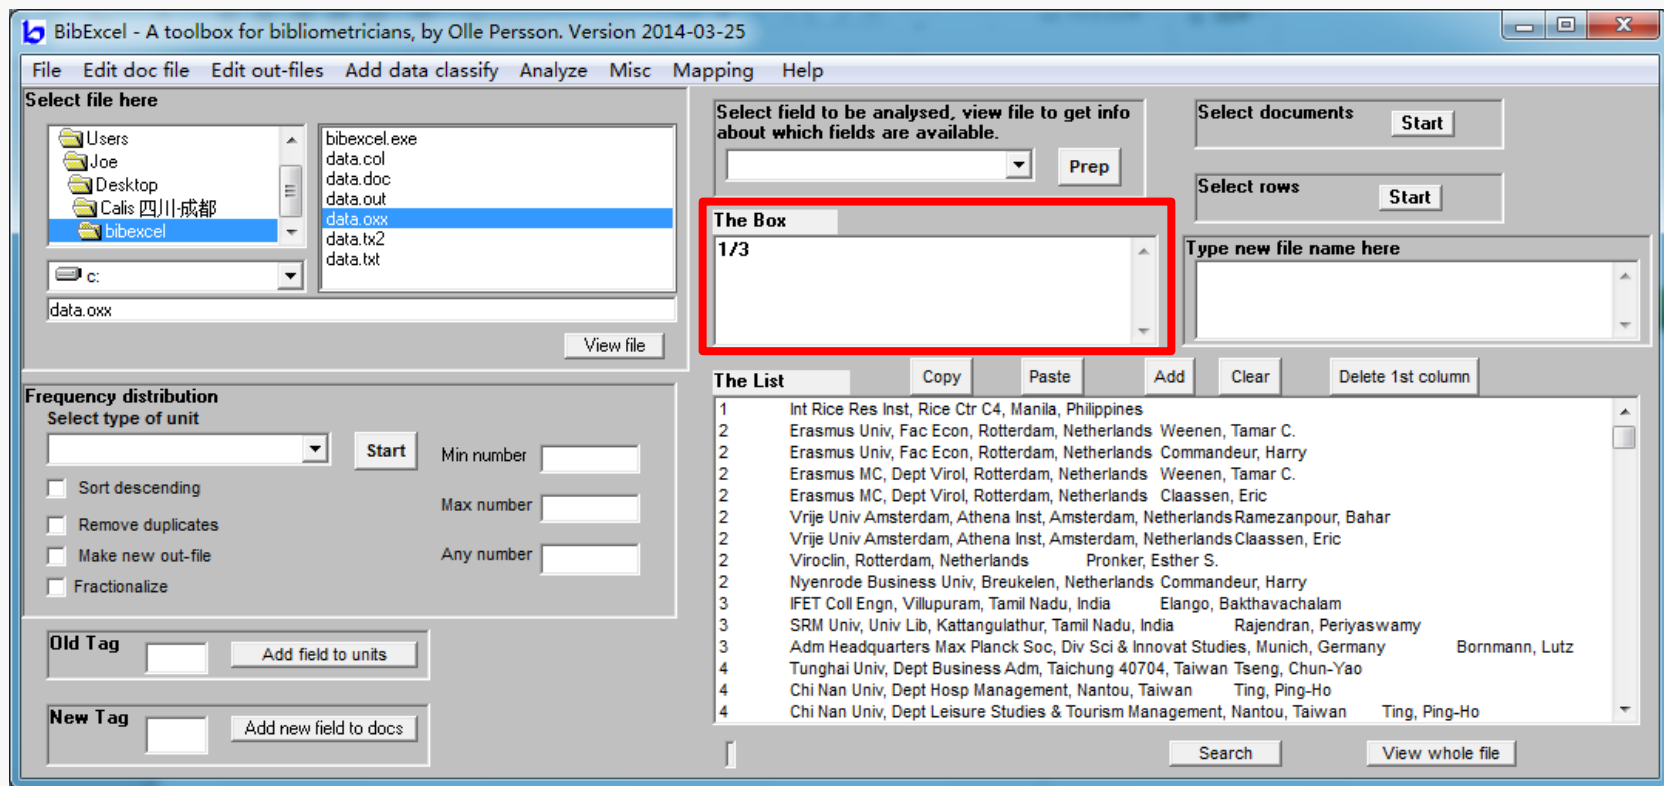 BibExcel - A toolbox for bibliometricians, by Olle Persson. Version 2014-03-25
File Edit doc file Edit out-files Add data classify Analyze Misc Mapping Help
Select file here
Users
Joe
Desktop
Calis 四川-成都
bibexcel
c:
bibexcel.exe
data.col
data.doc
data.out
data.oxx
data.tx2
data.txt
data.oxx
View file
Frequency distribution
Select type of unit
Start
Sort descending
Remove duplicates
Make new out-file
Fractionalize
Min number
Max number
Any number
Old Tag
Add field to units
New Tag
Add new field to docs
Select field to be analysed, view file to get info
about which fields are available.
Prep
Select documents
Start
Select rows
Start
The Box
1/3
Type new file name here
The List
Copy
Paste
Add
Clear
Delete 1st column
1 Int Rice Res Inst, Rice Ctr C4, Manila, Philippines
2 Erasmus Univ, Fac Econ, Rotterdam, Netherlands Weenen, Tamar C.
2 Erasmus Univ, Fac Econ, Rotterdam, Netherlands Commandeur, Harry
2 Erasmus MC, Dept Virol, Rotterdam, Netherlands Weenen, Tamar C.
2 Erasmus MC, Dept Virol, Rotterdam, Netherlands Claassen, Eric
2 Vrije Univ Amsterdam, Athena Inst, Amsterdam, Netherlands Ramezanpour, Bahar
2 Vrije Univ Amsterdam, Athena Inst, Amsterdam, Netherlands Claassen, Eric
2 Viroclin, Rotterdam, Netherlands Pronker, Esther S.
2 Nyenrode Business Univ, Breukelen, Netherlands Commandeur, Harry
3 IFET Coll Engn, Villupuram, Tamil Nadu, India Elango, Bakthavachalam
3 SRM Univ, Univ Lib, Kattangulathur, Tamil Nadu, India Rajendran, Periyaswamy
3 Adm Headquarters Max Planck Soc, Div Sci & Innovat Studies, Munich, Germany Bornmann, Lutz
4 Tunghai Univ, Dept Business Adm, Taichung 40704, Taiwan Tseng, Chun-Yao
4 Chi Nan Univ, Dept Hosp Management, Nantou, Taiwan Ting, Ping-Ho
4 Chi Nan Univ, Dept Leisure Studies & Tourism Management, Nantou, Taiwan Ting, Ping-Ho
Search
View whole file